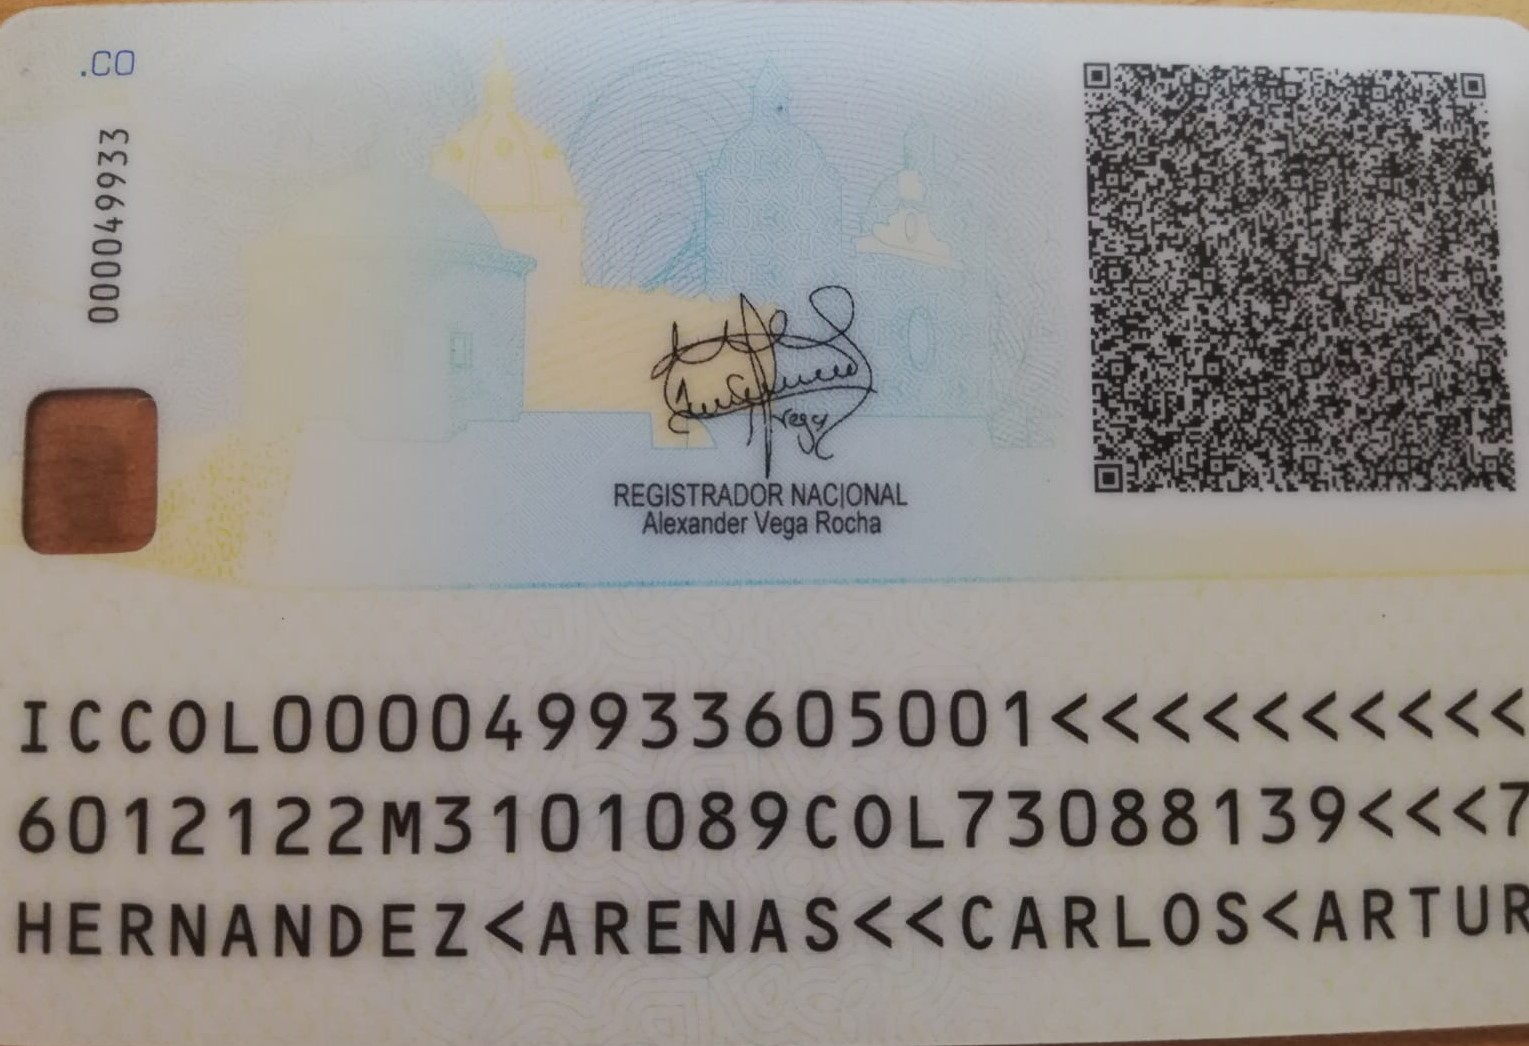 .CO
000049933
REGISTRADOR NACIONAL
Alexander Vega Rocha
ICCOL000049933605001<<<<<<<<<<
6012122M3101089COL73088139<<<7
HERNANDEZ<ARENAS<<CARLOS<ARTUR